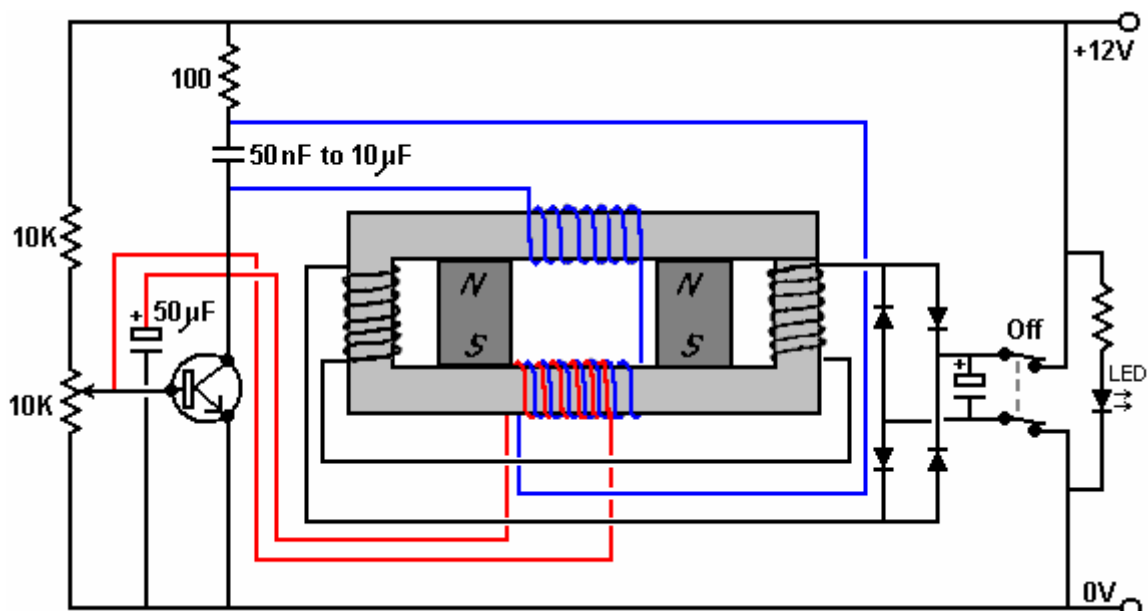 +12V
100
50nF to 10µF
10K
N
N
+ 50µF
S
S
Off
+
LED
10K
0V